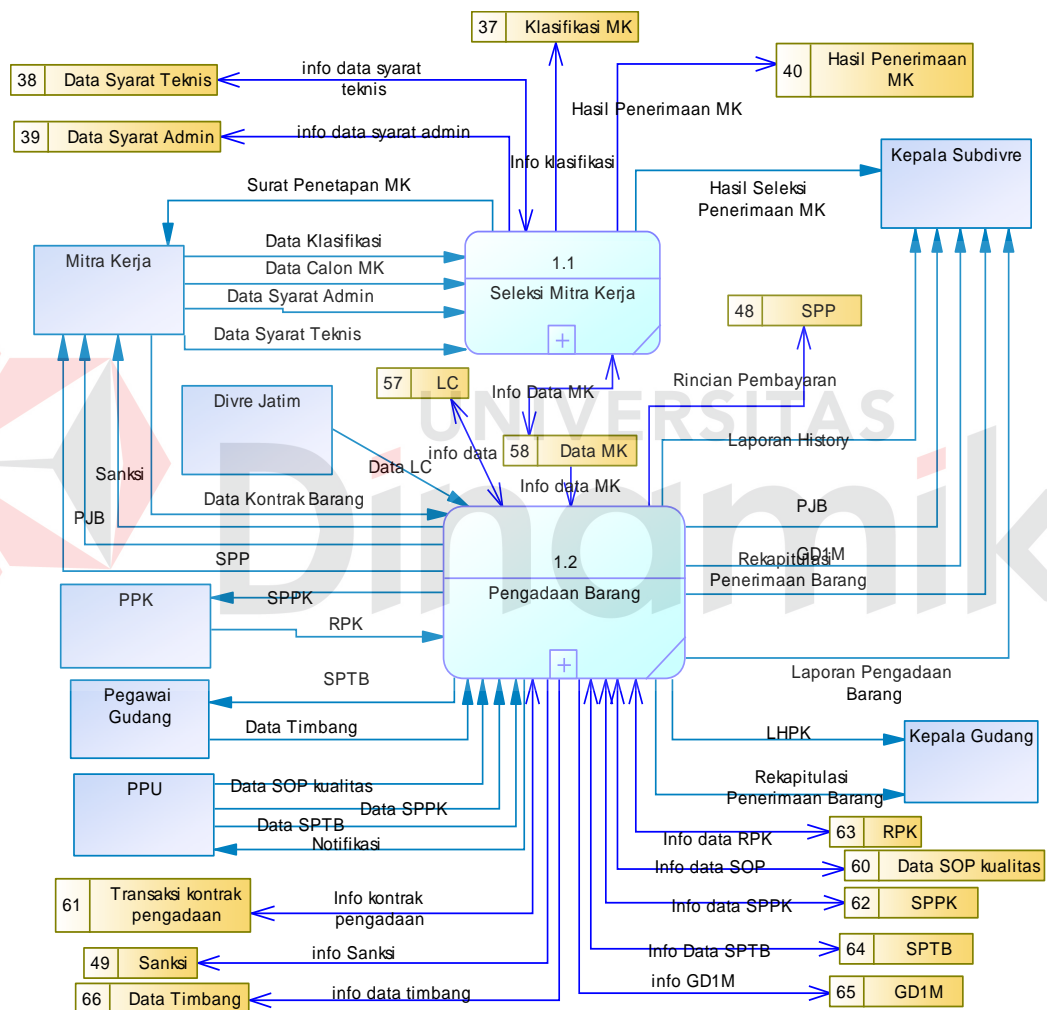 37 Klasifikasi MK
38 Data Syarat Teknis
info data syarat
teknis
40 Hasil Penerimaan
MK
Hasil Penerimaan MK
39 Data Syarat Admin
info data syarat admin
Info klasifikasi
Kepala Subdivre
Surat Penetapan MK
Hasil Seleksi
Penerimaan MK
Mitra Kerja
Data Klasifikasi
Data Calon MK
Data Syarat Admin
Data Syarat Teknis
1.1
Seleksi Mitra Kerja
48 SPP
57 LC
Info Data MK
Rincian Pembayaran
Divre Jatim
UNIVERSITAS
Dinamik
Laporan History
info data
58 Data MK
Data LC
Info data MK
Sanksi
Data Kontrak Barang
PJB
PJB
SPP
1.2
Pengadaan Barang
GD1M
Rekapitulasi
Penerimaan Barang
PPK
SPPK
RPK
SPTB
Laporan Pengadaan
Barang
Pegawai
Gudang
Data Timbang
LHPK
Kepala Gudang
PPU
Data SOP kualitas
Data SPPK
Data SPTB
Notifikasi
Rekapitulasi
Penerimaan Barang
Info data RPK
63 RPK
Info data SOP
60 Data SOP kualitas
61 Transaksi kontrak
pengadaan
Info kontrak
pengadaan
Info data SPPK
62 SPPK
Info Data SPTB
64 SPTB
49 Sanksi
info Sanksi
info GD1M
65 GD1M
66 Data Timbang
info data timbang